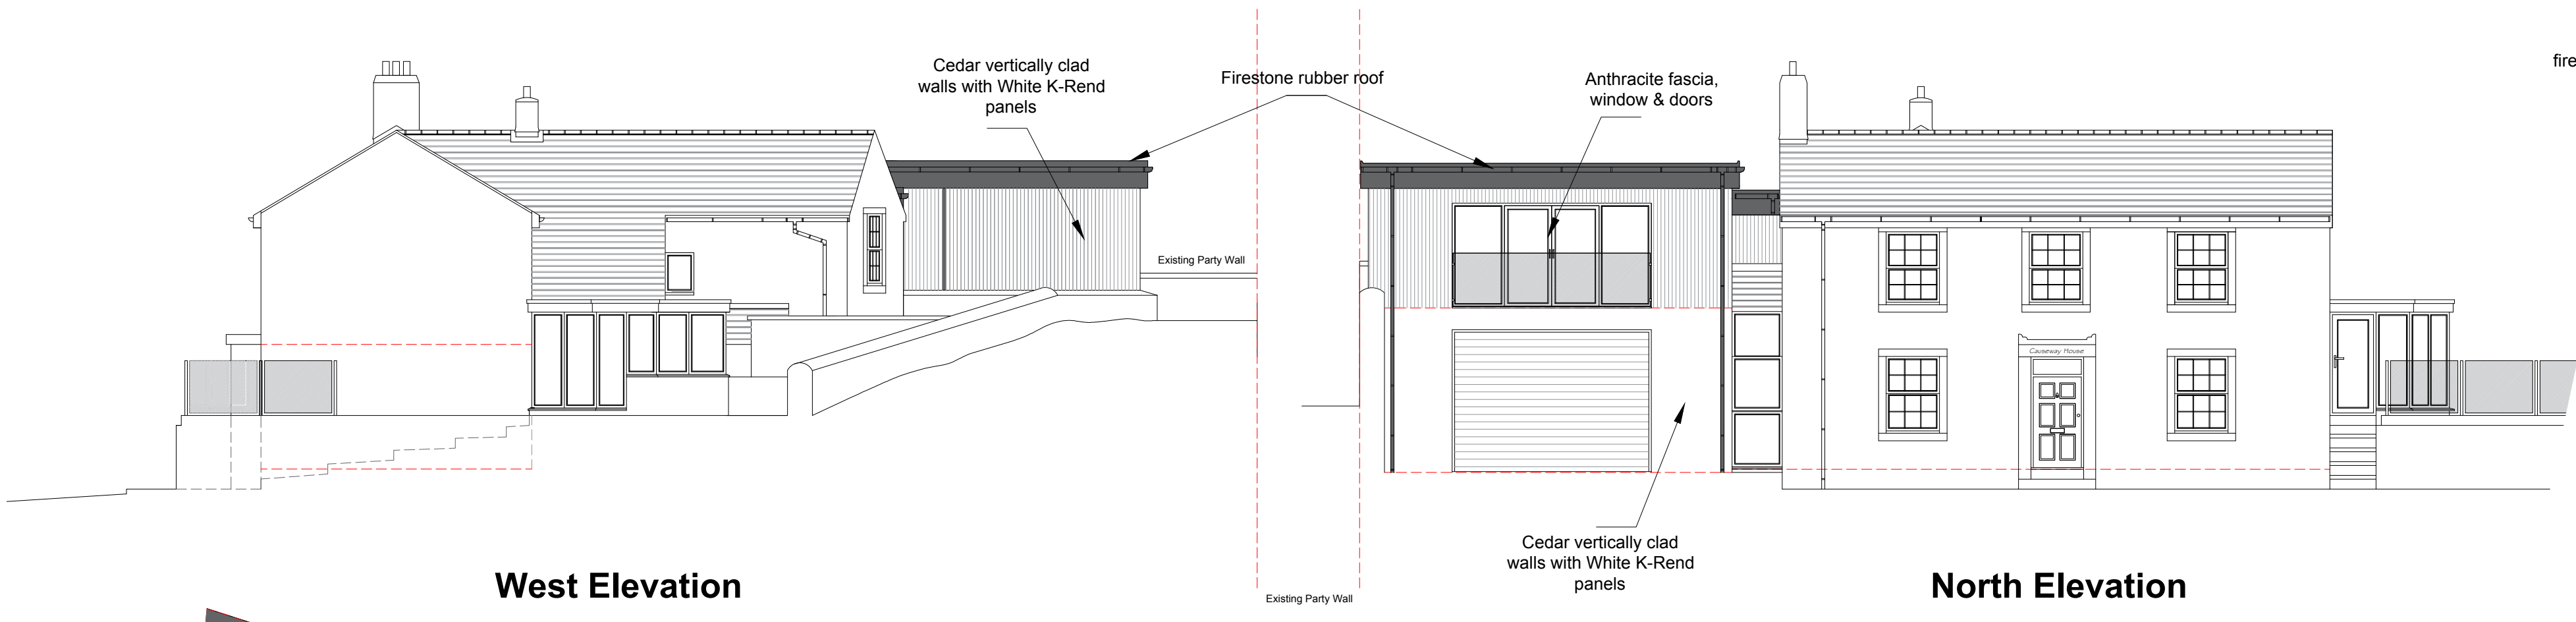 Cedar vertically clad
walls with White K-Rend
panels
Firestone rubber roof
Anthracite fascia,
window & doors
fire
Existing Party Wall
Causeway House
Cedar vertically clad
walls with White K-Rend
panels
West Elevation
Existing Party Wall
North Elevation